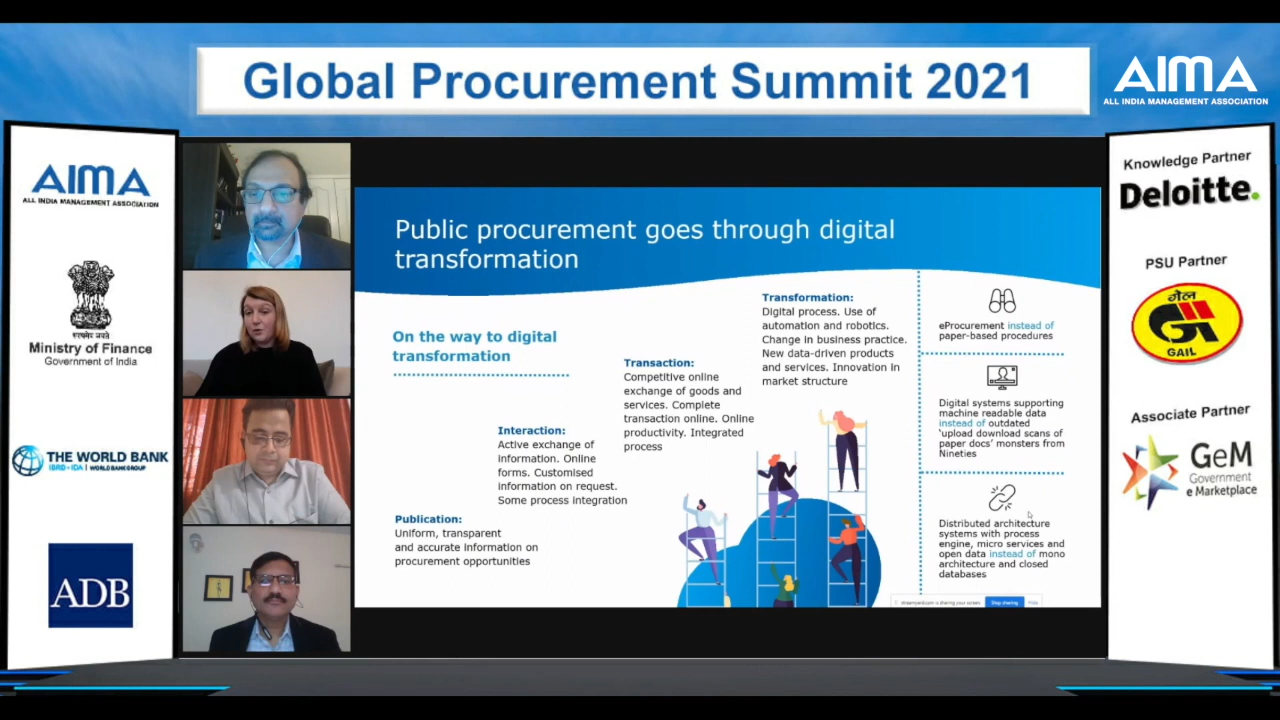 Global Procurement Summit 2021
AIMA
ALL INDIA MANAGEMENT ASSOCIATION
AIMA
ALL INDIA MANAGEMENT ASSOCIATION
सत्यमेव जयते
Ministry of Finance
Government of India
THE WORLD BANK
IBRD • IDA | WORLD BANK GROUP
ADB
Public procurement goes through digital
transformation
On the way to digital
transformation
Publication:
Uniform, transparent
and accurate information on
procurement opportunities
Interaction:
Active exchange of
information. Online
forms. Customised
information on request.
Some process integration
Transaction:
Competitive online
exchange of goods and
services. Complete
transaction online. Online
productivity. Integrated
process
Transformation:
Digital process. Use of
automation and robotics.
Change in business practice.
New data-driven products
and services. Innovation in
market structure
eProcurement instead of
paper-based procedures
Digital systems supporting
machine readable data
instead of outdated
'upload download scans of
paper docs' monsters from
Nineties
Distributed architecture
systems with process
engine, micro services and
open data instead of mono
architecture and closed
databases
streamyard.com is sharing your screen. Stop sharing Hide
Knowledge Partner
Deloitte.
PSU Partner
गेल
GAIL
Associate Partner
GeM
Government
e Marketplace